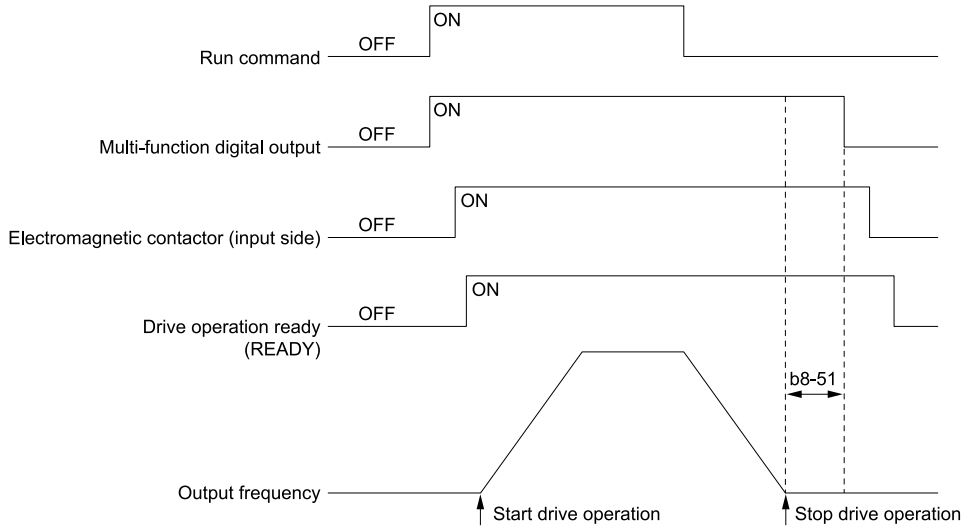 ON
OFF
Run command
ON
OFF
Multi-function digital output
ON
OFF
Electromagnetic contactor (input side)
ON
OFF
Drive operation ready
(READY)
b8-51
Output frequency
Start drive operation
Stop drive operation